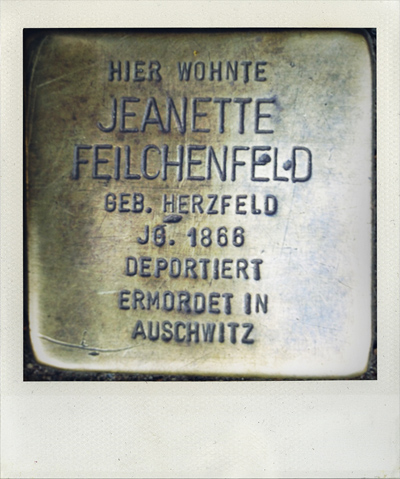 HIER WOHNTE
JEANETTE
FEILCHENFELD
GEB. HERZFELD
JG. 1866
DEPORTIERT
ERMORDET IN
AUSCHWITZ